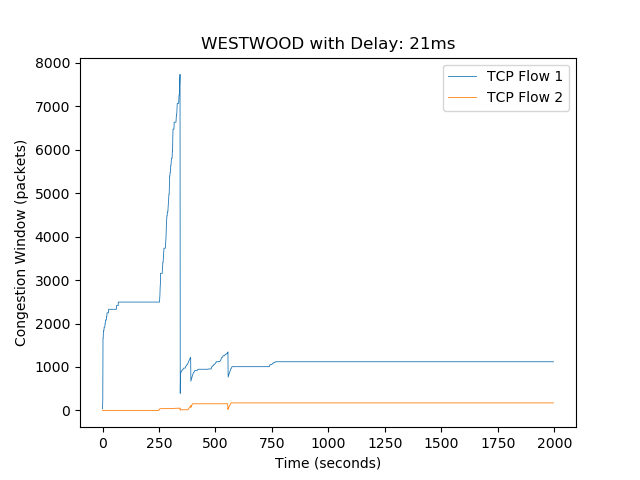 WESTWOOD with Delay: 21ms
TCP Flow 1
TCP Flow 2
Congestion Window (packets)
8000
7000
6000
5000
4000
3000
2000
1000
0
0 250 500 750 1000 1250 1500 1750 2000
Time (seconds)